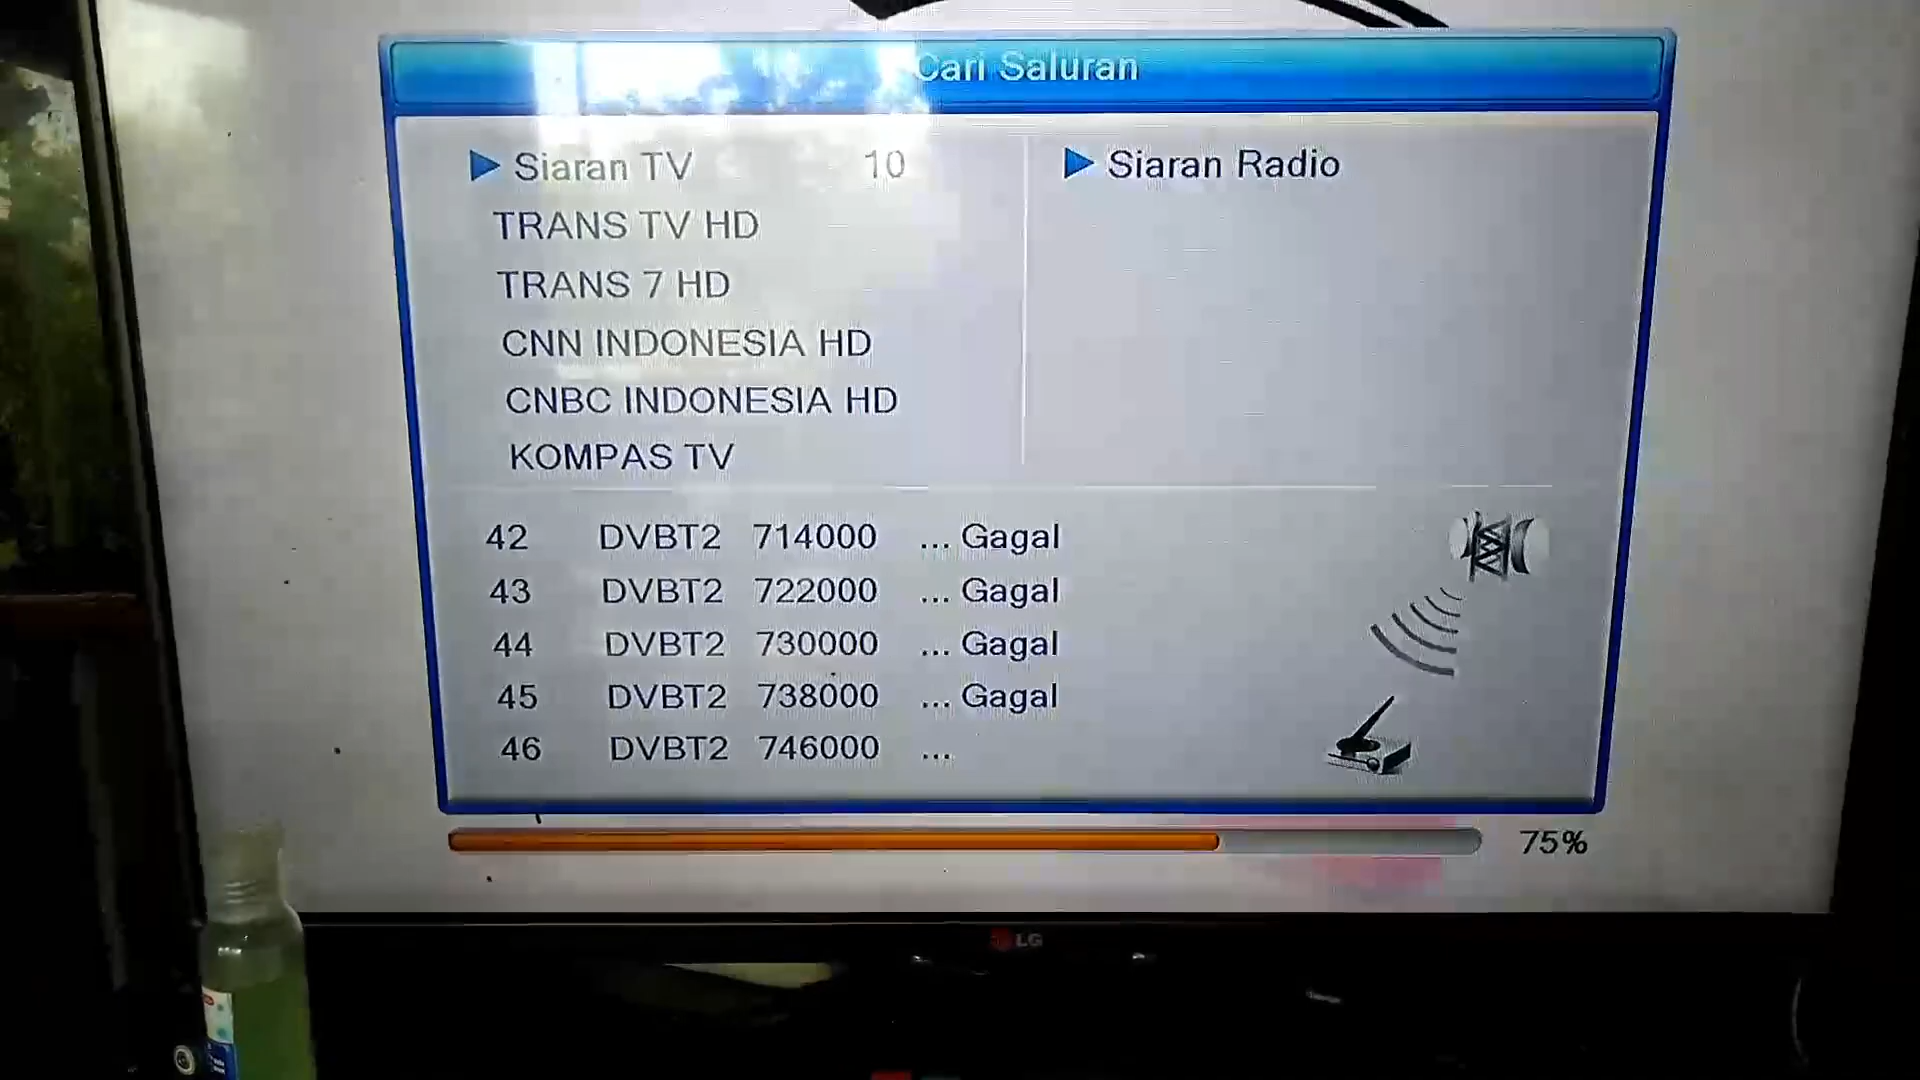 Cari Saluran
Siaran TV 10
Siaran Radio
TRANS TV HD
TRANS 7 HD
CNN INDONESIA HD
CNBC INDONESIA HD
KOMPAS TV
42 DVBT2 714000 ... Gagal
43 DVBT2 722000 ... Gagal
44 DVBT2 730000 ... Gagal
45 DVBT2 738000 ... Gagal
46 DVBT2 746000 ...
75%
LG